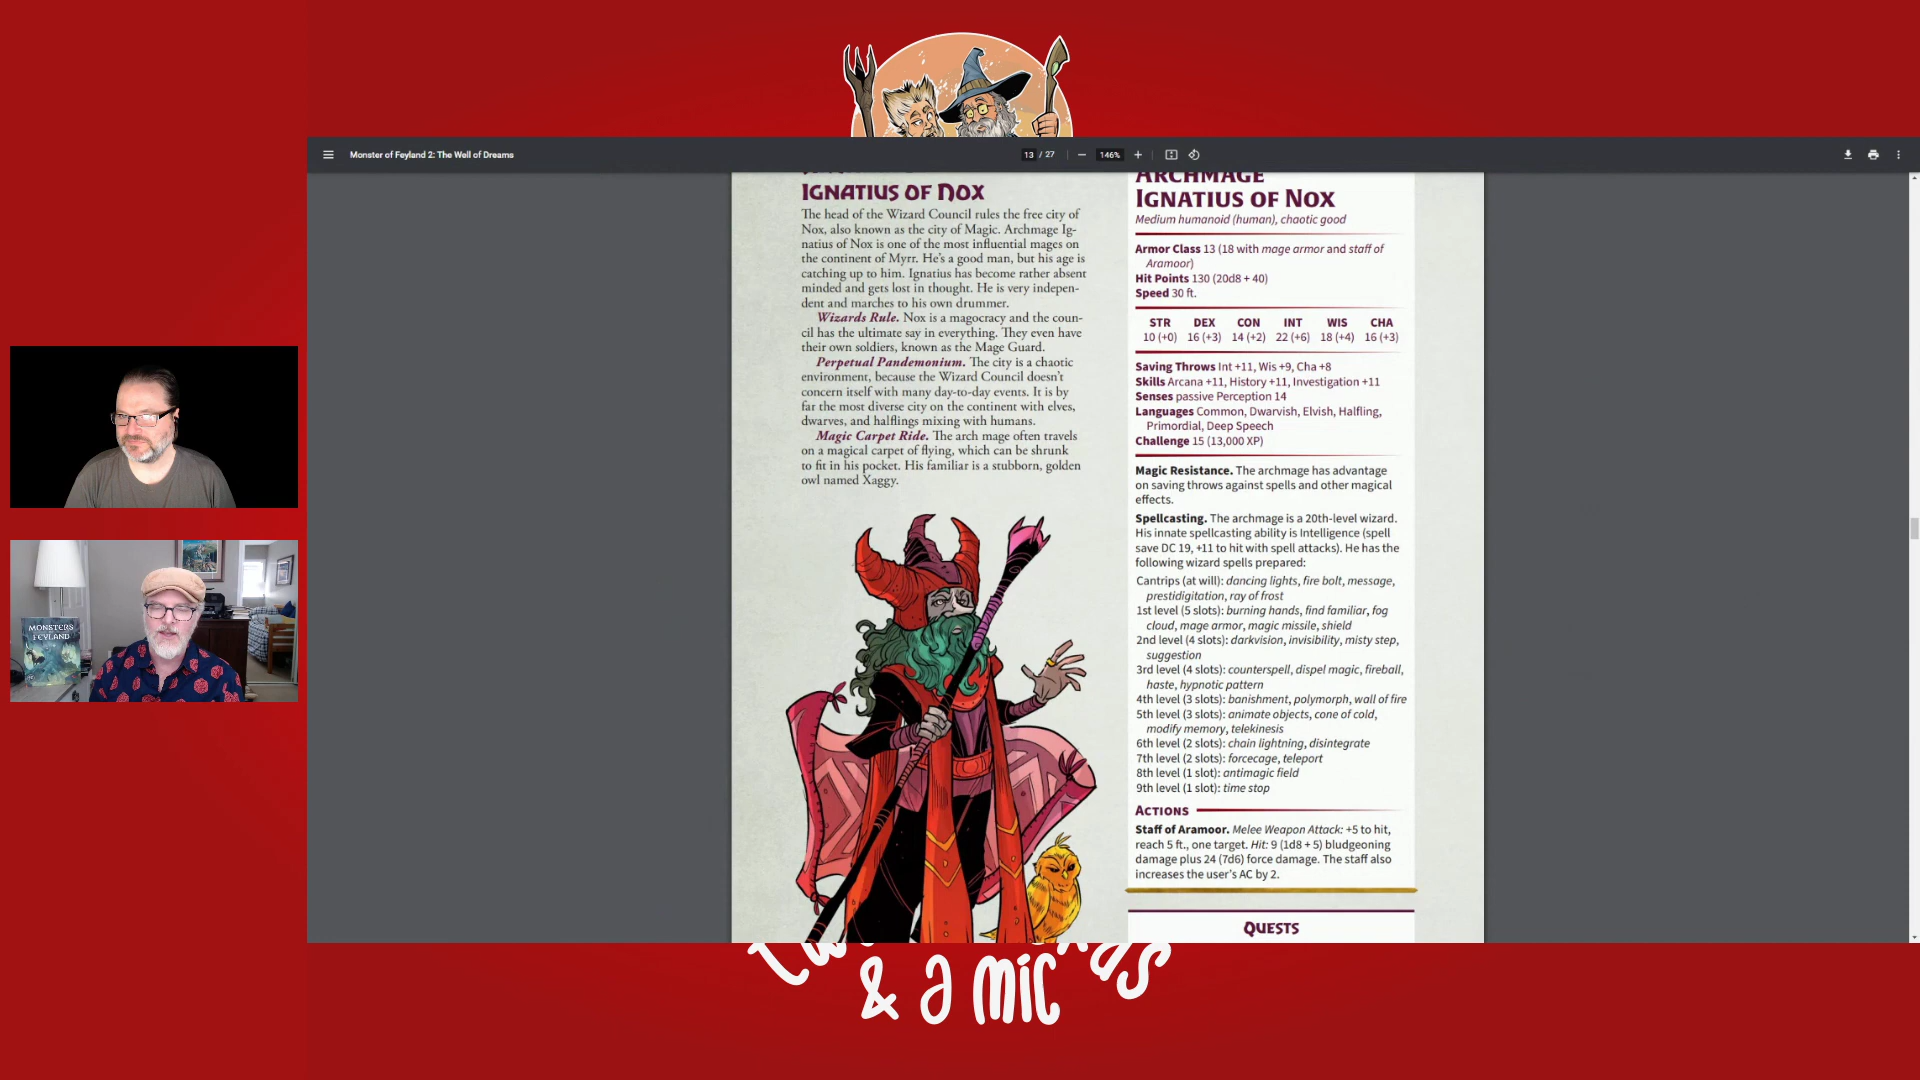 Monster of Feyland 2: The Well of Dreams
13 / 27
146%
IGNATIUS OF NOX
The head of the Wizard Council rules the free city of
Nox, also known as the city of Magic. Archmage Ig-
natius of Nox is one of the most influential mages on
the continent of Myrr. He's a good man, but his age is
catching up to him. Ignatius has become rather absent
minded and gets lost in thought. He is very indepen-
dent and marches to his own drummer.
Wizards Rule. Nox is a magocracy and the coun-
cil has the ultimate say in everything. They even have
their own soldiers, known as the Mage Guard.
Perpetual Pandemonium. The city is a chaotic
environment, because the Wizard Council doesn't
concern itself with many day-to-day events. It is by
far the most diverse city on the continent with elves,
dwarves, and halflings mixing with humans.
Magic Carpet Ride. The arch mage often travels
on a magical carpet of flying, which can be shrunk
to fit in his pocket. His familiar is a stubborn, golden
owl named Xaggy.
ARCHMAGE
IGNATIUS OF NOX
Medium humanoid (human), chaotic good
Armor Class 13 (18 with mage armor and staff of
Aramoor)
Hit Points 130 (20d8 + 40)
Speed 30 ft.
STR DEX CON INT WIS CHA
10 (+0) 16 (+3) 14 (+2) 22 (+6) 18 (+4) 16 (+3)
Saving Throws Int +11, Wis +9, Cha +8
Skills Arcana +11, History +11, Investigation +11
Senses passive Perception 14
Languages Common, Dwarvish, Elvish, Halfling,
Primordial, Deep Speech
Challenge 15 (13,000 XP)
Magic Resistance. The archmage has advantage
on saving throws against spells and other magical
effects.
Spellcasting. The archmage is a 20th-level wizard.
His innate spellcasting ability is Intelligence (spell
save DC 19, +11 to hit with spell attacks). He has the
following wizard spells prepared:
Cantrips (at will): dancing lights, fire bolt, message,
prestidigitation, ray of frost
1st level (5 slots): burning hands, find familiar, fog
cloud, mage armor, magic missile, shield
2nd level (4 slots): darkvision, invisibility, misty step,
suggestion
3rd level (4 slots): counterspell, dispel magic, fireball,
haste, hypnotic pattern
4th level (3 slots): banishment, polymorph, wall of fire
5th level (3 slots): animate objects, cone of cold,
modify memory, telekinesis
6th level (2 slots): chain lightning, disintegrate
7th level (2 slots): forcecage, teleport
8th level (1 slot): antimagic field
9th level (1 slot): time stop
ACTIONS
Staff of Aramoor. Melee Weapon Attack: +5 to hit,
reach 5 ft., one target. Hit: 9 (1d8 + 5) bludgeoning
damage plus 24 (7d6) force damage. The staff also
increases the user's AC by 2.
QUESTS
MONSTERS
FEYLAND
& a mic